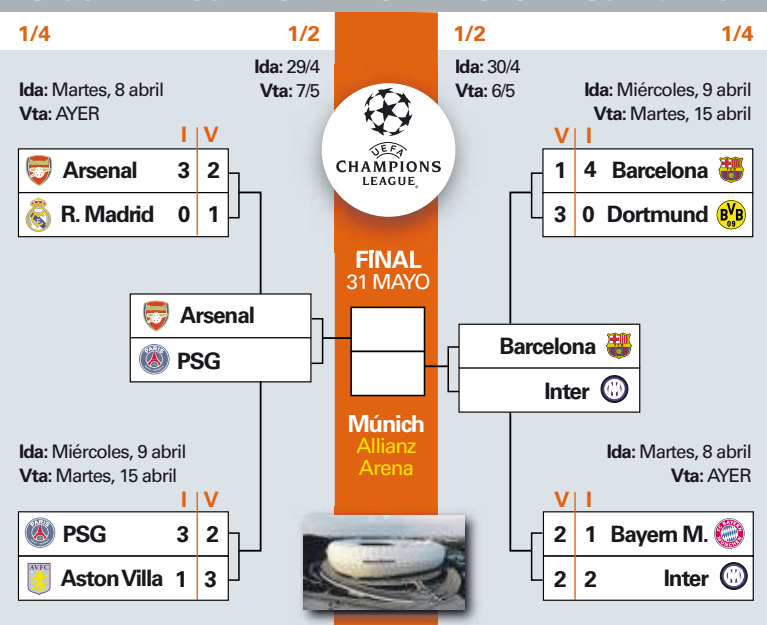 1/4
1/2
1/2
1/4
Ida: Martes, 8 abril
Vta: AYER
Ida: 29/4
Vta: 7/5
Ida: 30/4
Vta: 6/5
Ida: Miércoles, 9 abril
Vta: Martes, 15 abril
UEFA
CHAMPIONS
LEAGUE
I V
Arsenal 3 2
R. Madrid 0 1
V I
1 4 Barcelona
3 0 Dortmund
BVB
09
FINAL
31 MAYO
Arsenal
PSG
Barcelona
Inter
Múnich
Allianz
Arena
Ida: Miércoles, 9 abril
Vta: Martes, 15 abril
I V
PARIS
PSG 3 2
AVFC
Aston Villa 1 3
Ida: Martes, 8 abril
Vta: AYER
V I
2 1 Bayern M.
2 2 Inter